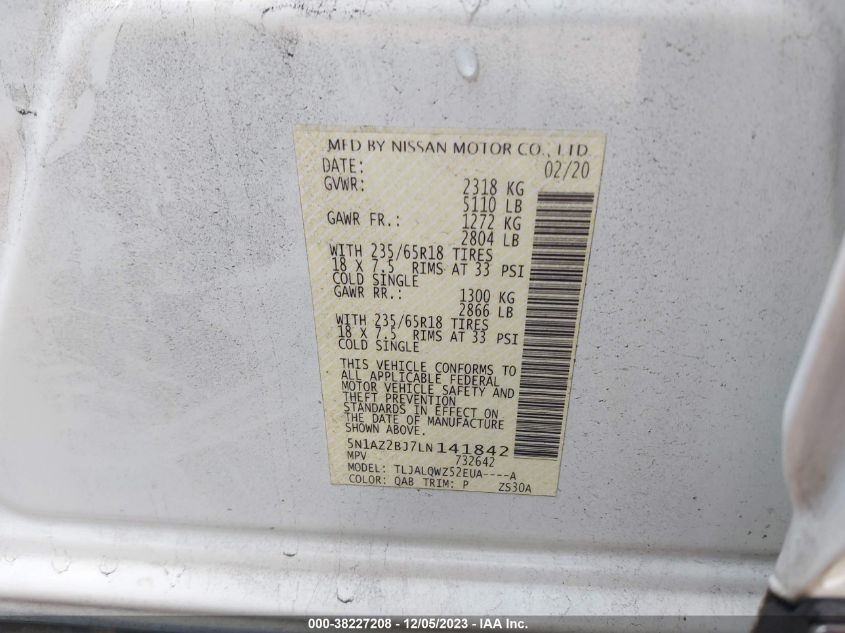 MFD BY NISSAN MOTOR CO., LTD.
DATE: 02/20
GVWR: 2318 KG
5110 LB
GAWR FR.: 1272 KG
2804 LB
WITH 235/65R18 TIRES
18 X 7.5 RIMS AT 33 PSI
COLD SINGLE
GAWR RR.: 1300 KG
2866 LB
WITH 235/65R18 TIRES
18 X 7.5 RIMS AT 33 PSI
COLD SINGLE
THIS VEHICLE CONFORMS TO
ALL APPLICABLE FEDERAL
MOTOR VEHICLE SAFETY AND
THEFT PREVENTION
STANDARDS IN EFFECT ON
THE DATE OF MANUFACTURE
SHOWN ABOVE.
5N1AZ2BJ7LN141842
MPV 732642
MODEL: TLJALQWZ52EUA----A
COLOR: QAB TRIM: P ZS30A
000-38227208 - 12/05/2023 - IAA Inc.